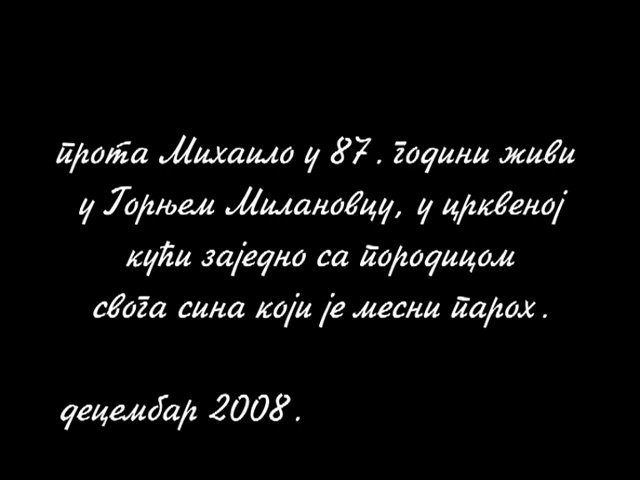 прота Михаило у 87. години живи
у Горњем Милановцу, у црквеној
кући заједно са породицом
свога сина који је месни парох.
децембар 2008.